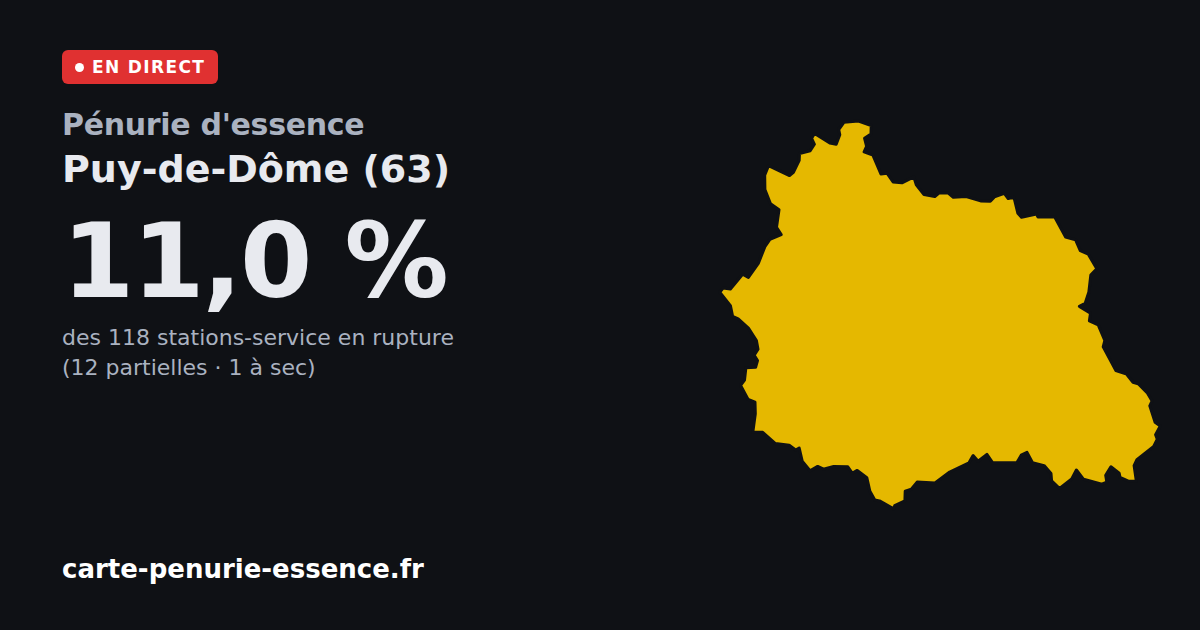 EN DIRECT
Pénurie d'essence
Puy-de-Dôme (63)
11,0 %
des 118 stations-service en rupture
(12 partielles · 1 à sec)
carte-penurie-essence.fr